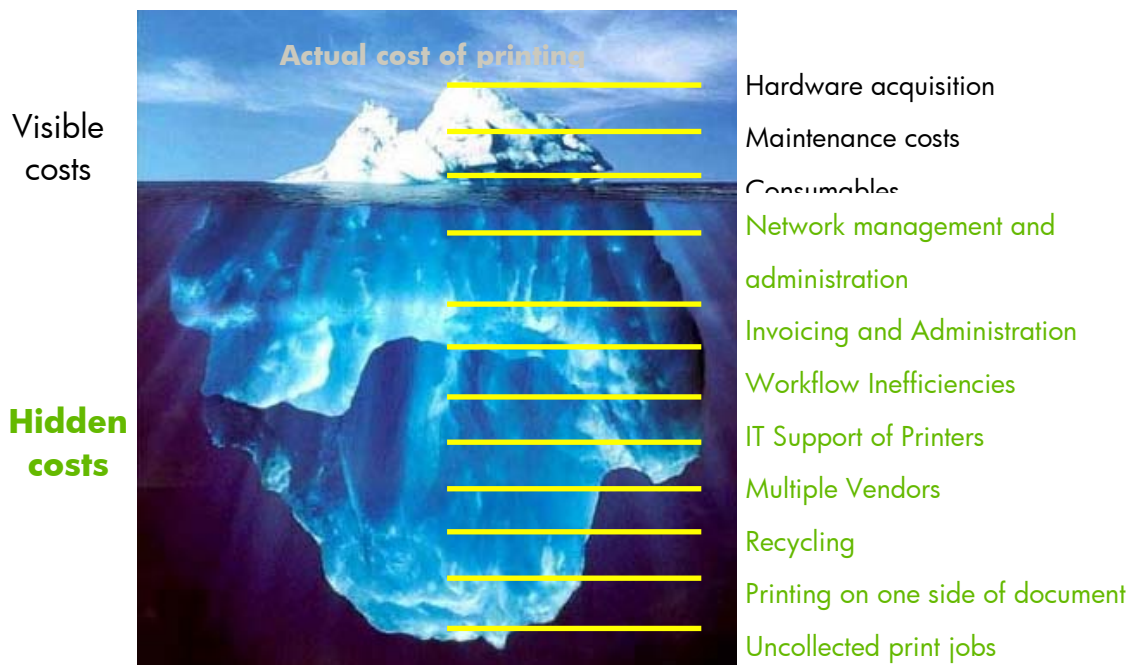 Actual cost of printing
Visible
costs
Hardware acquisition
Maintenance costs
Consumables
Hidden
costs
Network management and
administration
Invoicing and Administration
Workflow Inefficiencies
IT Support of Printers
Multiple Vendors
Recycling
Printing on one side of document
Uncollected print jobs